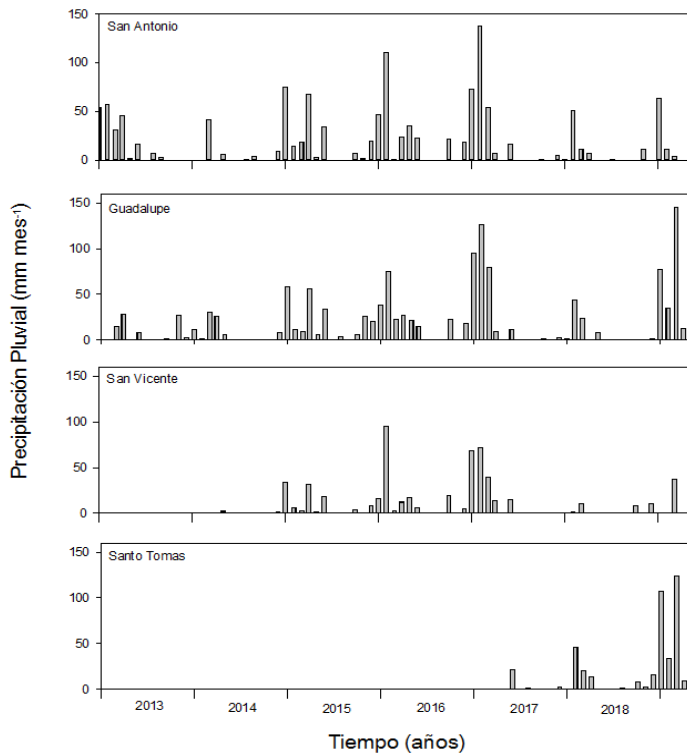 Precipitación Pluvial (mm mes⁻¹)
150
San Antonio
100
50
0
150
Guadalupe
100
50
0
150
San Vicente
100
50
0
150
Santo Tomas
100
50
0
2013 2014 2015 2016 2017 2018
Tiempo (años)